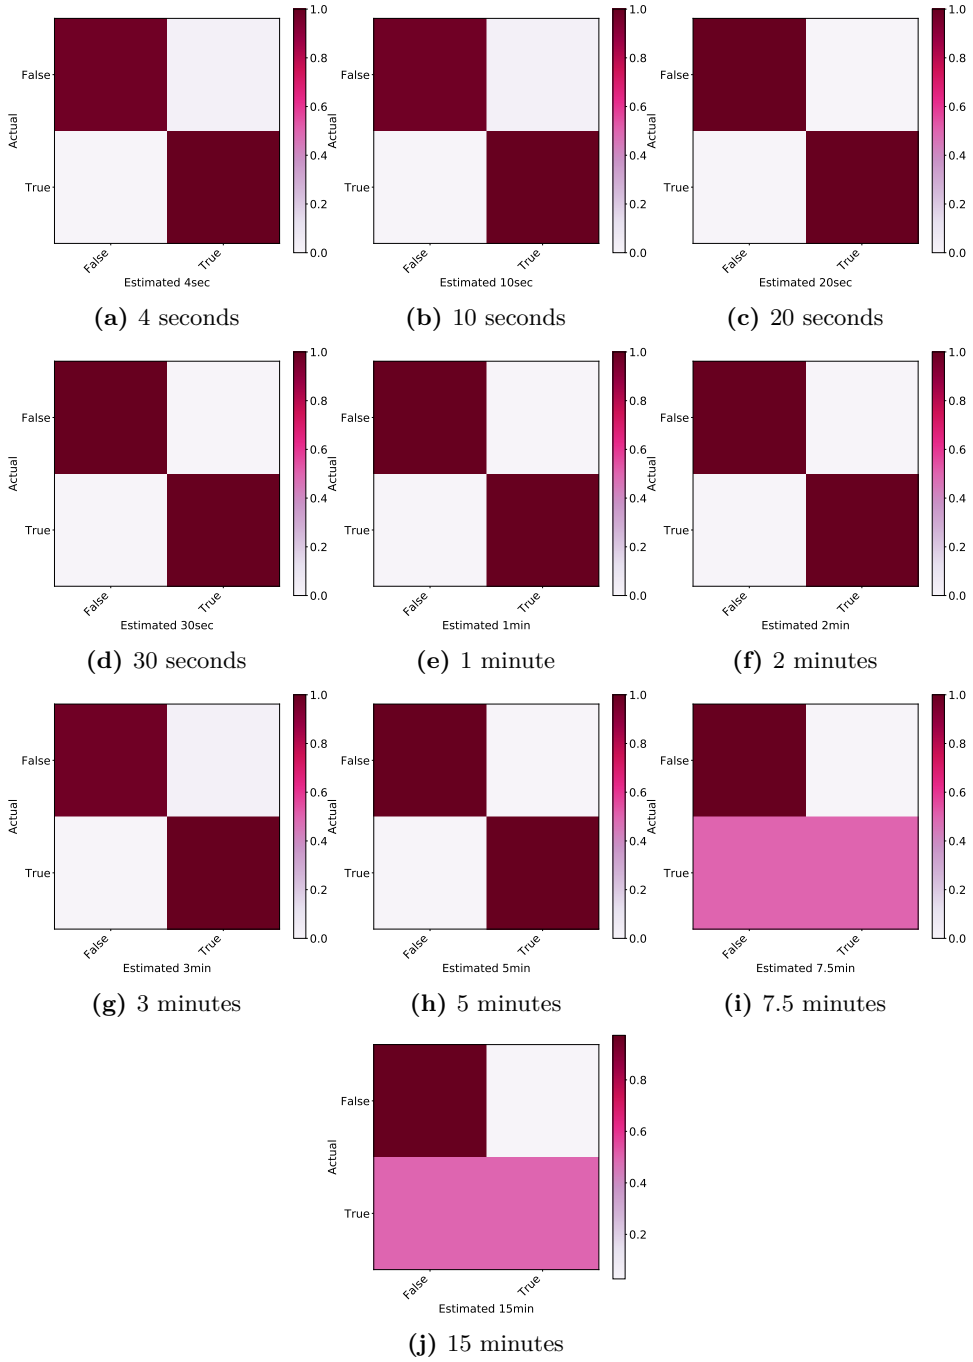 1.0
0.8
0.6
0.4
0.2
0.0
Actual
False
True
False
True
Estimated 4sec
(a) 4 seconds
1.0
0.8
0.6
0.4
0.2
0.0
Actual
False
True
False
True
Estimated 10sec
(b) 10 seconds
1.0
0.8
0.6
0.4
0.2
0.0
Actual
False
True
False
True
Estimated 20sec
(c) 20 seconds
1.0
0.8
0.6
0.4
0.2
0.0
Actual
False
True
False
True
Estimated 30sec
(d) 30 seconds
1.0
0.8
0.6
0.4
0.2
0.0
Actual
False
True
False
True
Estimated 1min
(e) 1 minute
1.0
0.8
0.6
0.4
0.2
0.0
Actual
False
True
False
True
Estimated 2min
(f) 2 minutes
1.0
0.8
0.6
0.4
0.2
0.0
Actual
False
True
False
True
Estimated 3min
(g) 3 minutes
1.0
0.8
0.6
0.4
0.2
0.0
Actual
False
True
False
True
Estimated 5min
(h) 5 minutes
1.0
0.8
0.6
0.4
0.2
0.0
Actual
False
True
False
True
Estimated 7.5min
(i) 7.5 minutes
0.8
0.6
0.4
0.2
Actual
False
True
False
True
Estimated 15min
(j) 15 minutes